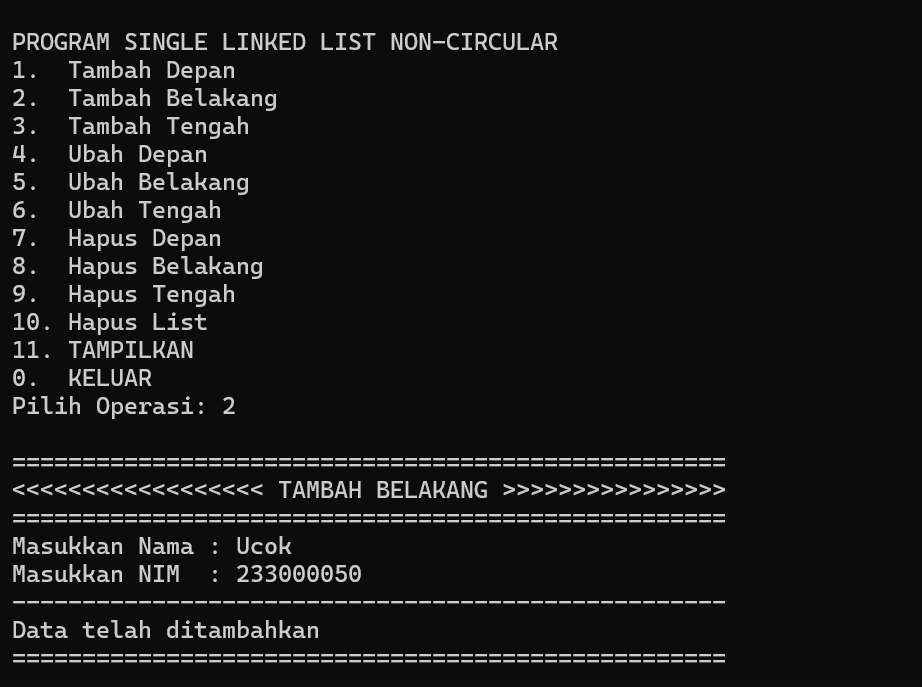 PROGRAM SINGLE LINKED LIST NON-CIRCULAR
1.  Tambah Depan
2.  Tambah Belakang
3.  Tambah Tengah
4.  Ubah Depan
5.  Ubah Belakang
6.  Ubah Tengah
7.  Hapus Depan
8.  Hapus Belakang
9.  Hapus Tengah
10. Hapus List
11. TAMPILKAN
0.  KELUAR
Pilih Operasi: 2
===================================================
<<<<<<<<<<<<<<<<<< TAMBAH BELAKANG >>>>>>>>>>>>>>>>
===================================================
Masukkan Nama : Ucok
Masukkan NIM  : 233000050
---------------------------------------------------
Data telah ditambahkan
===================================================